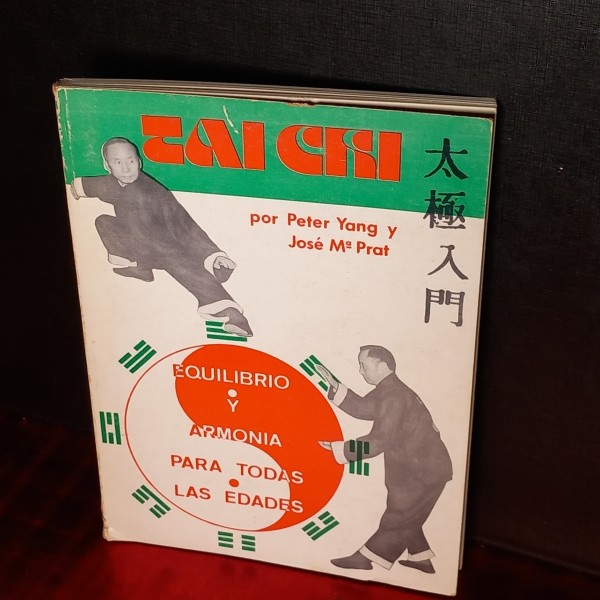 TAI CHI
太極入門
por Peter Yang y
José Mª Prat
EQUILIBRIO
Y
ARMONIA
PARA TODAS
LAS EDADES